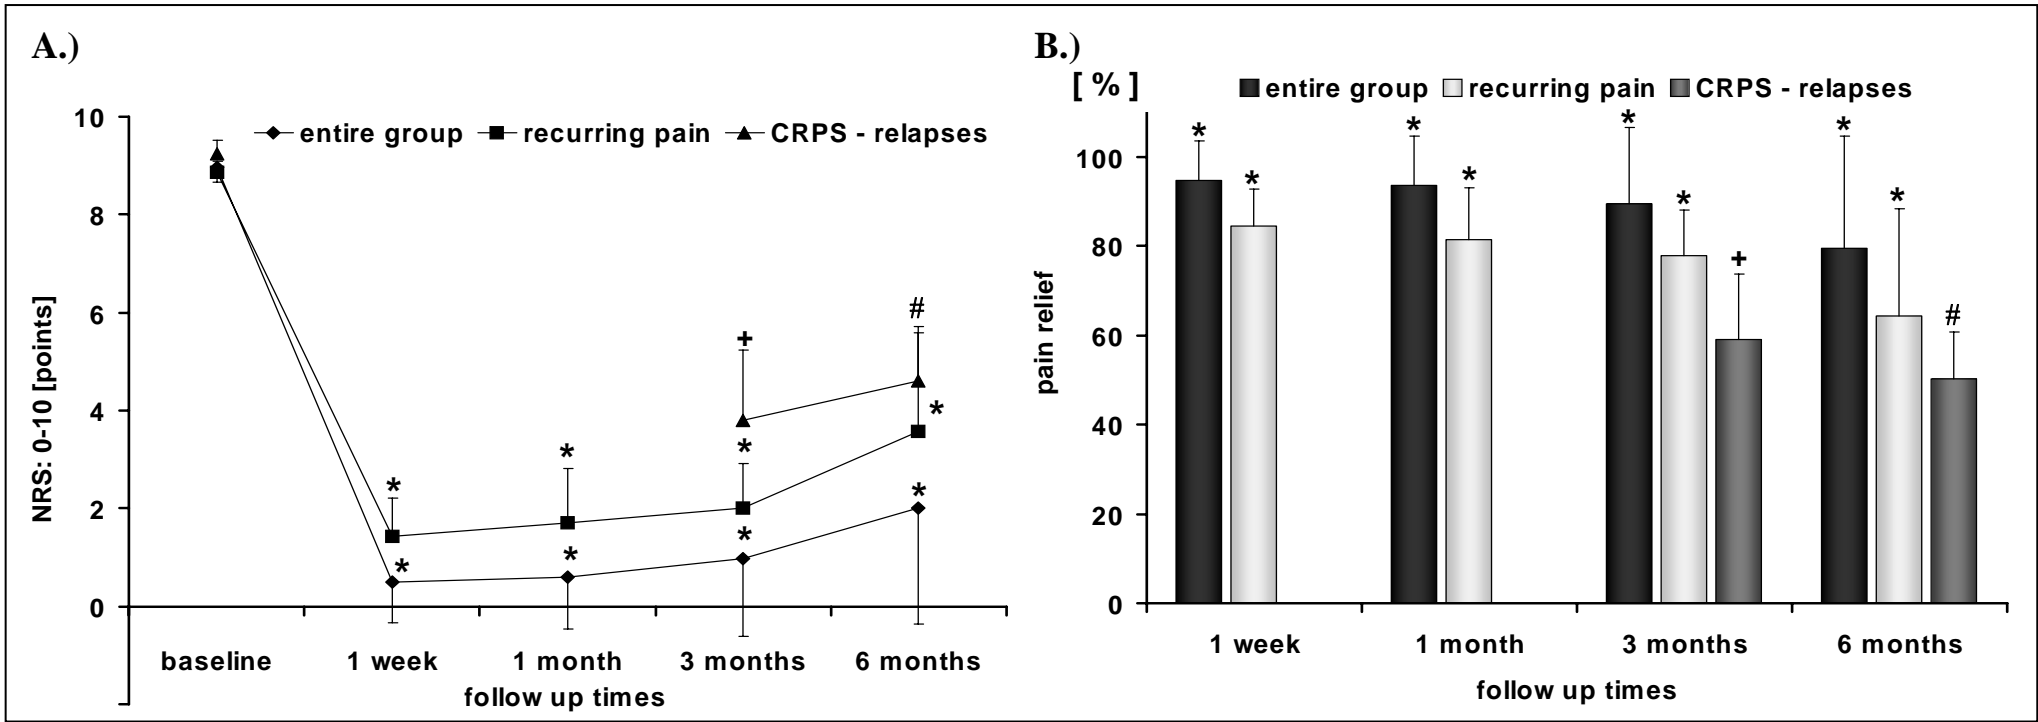 A.)
entire group recurring pain CRPS - relapses
NRS: 0-10 [points]
10
8
6
4
2
0
#
+
*
*
*
*
*
*
*
*
baseline 1 week 1 month 3 months 6 months
follow up times
B.)
[ % ]
entire group recurring pain CRPS - relapses
pain relief
100
80
60
40
20
0
* * * *
* * * *
+ #
1 week 1 month 3 months 6 months
follow up times